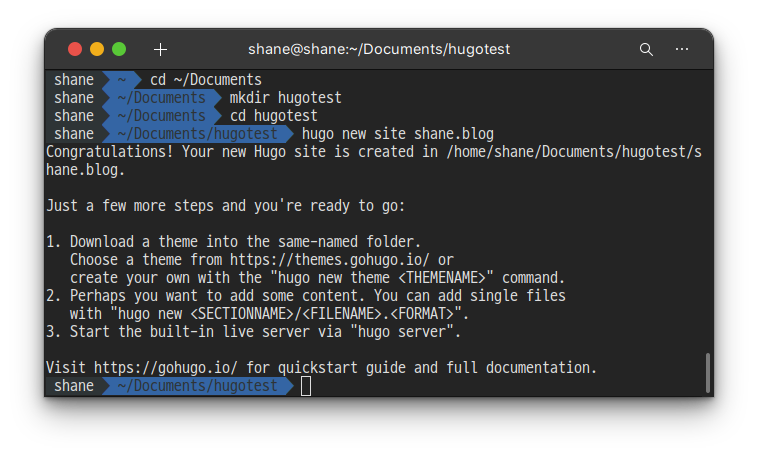 shane@shane:~/Documents/hugotest
shane ~ cd ~/Documents
shane ~/Documents mkdir hugotest
shane ~/Documents cd hugotest
shane ~/Documents/hugotest hugo new site shane.blog
Congratulations! Your new Hugo site is created in /home/shane/Documents/hugotest/s
hane.blog.
Just a few more steps and you're ready to go:
1. Download a theme into the same-named folder.
Choose a theme from https://themes.gohugo.io/ or
create your own with the "hugo new theme <THEMENAME>" command.
2. Perhaps you want to add some content. You can add single files
with "hugo new <SECTIONNAME>/<FILENAME>.<FORMAT>".
3. Start the built-in live server via "hugo server".
Visit https://gohugo.io/ for quickstart guide and full documentation.
shane ~/Documents/hugotest